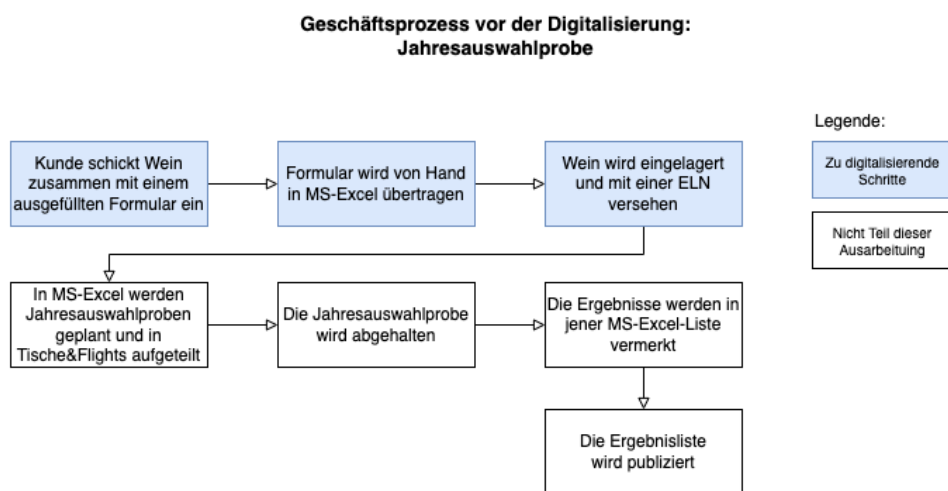 Geschäftsprozess vor der Digitalisierung:
Jahresauswahlprobe
Legende:
Kunde schickt Wein
zusammen mit einem
ausgefüllten Formular ein
Formular wird von Hand
in MS-Excel übertragen
Wein wird eingelagert
und mit einer ELN
versehen
Zu digitalisierende
Schritte
Nicht Teil dieser
Ausarbeituing
In MS-Excel werden
Jahresauswahlproben
geplant und in
Tische&Flights aufgeteilt
Die Jahresauswahlprobe
wird abgehalten
Die Ergebnisse werden in
jener MS-Excel-Liste
vermerkt
Die Ergebnisliste
wird publiziert